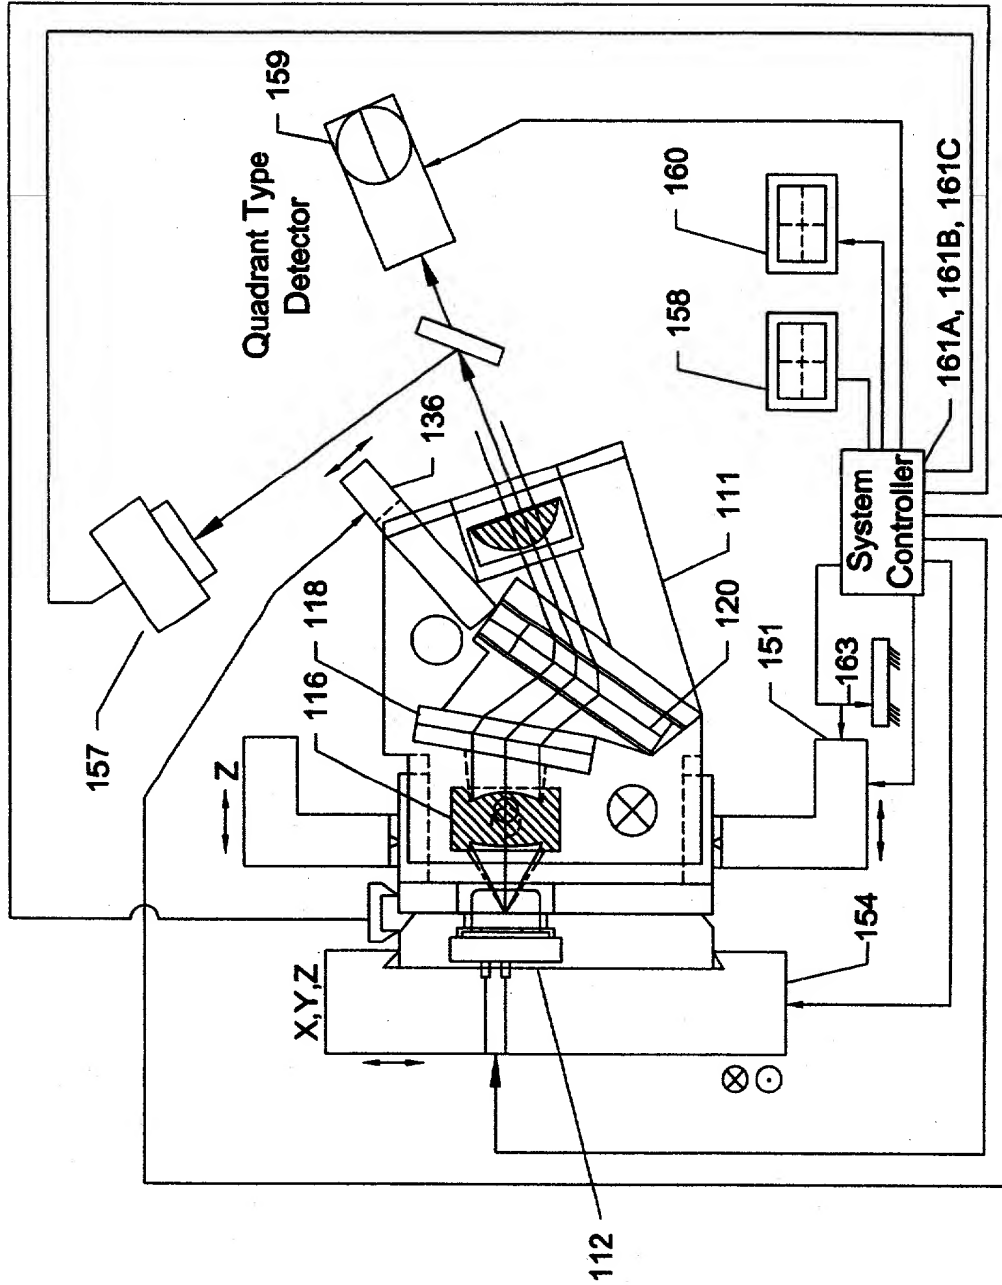 159
Quadrant Type
Detector
160
158
161A, 161B, 161C
System
Controller
136
111
118
120
116
151
163
157
Z
154
X,Y,Z
112